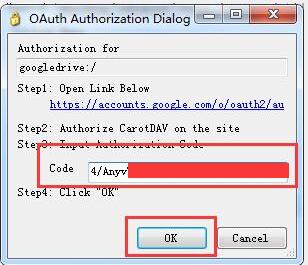 OAuth Authorization Dialog
Authorization for
googledrive:/
Step1: Open Link Below
https://accounts.google.com/o/oauth2/au
Step2: Authorize CarotDAV on the site
Step3: Input Authorization Code
Code 4/Anyv
Step4: Click "OK"
OK Cancel